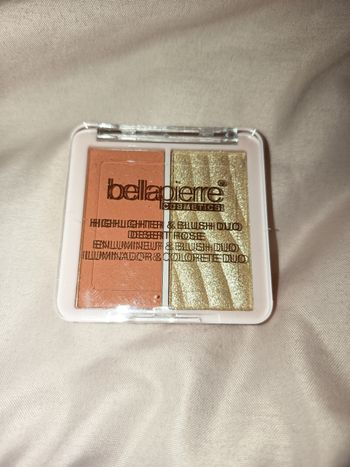 bellapierre®
COSMETICS
HIGHLIGHTER & BLUSH DUO
DESERT ROSE
ENLUMINEUR & BLUSH DUO
ILUMINADOR & COLORETE DUO